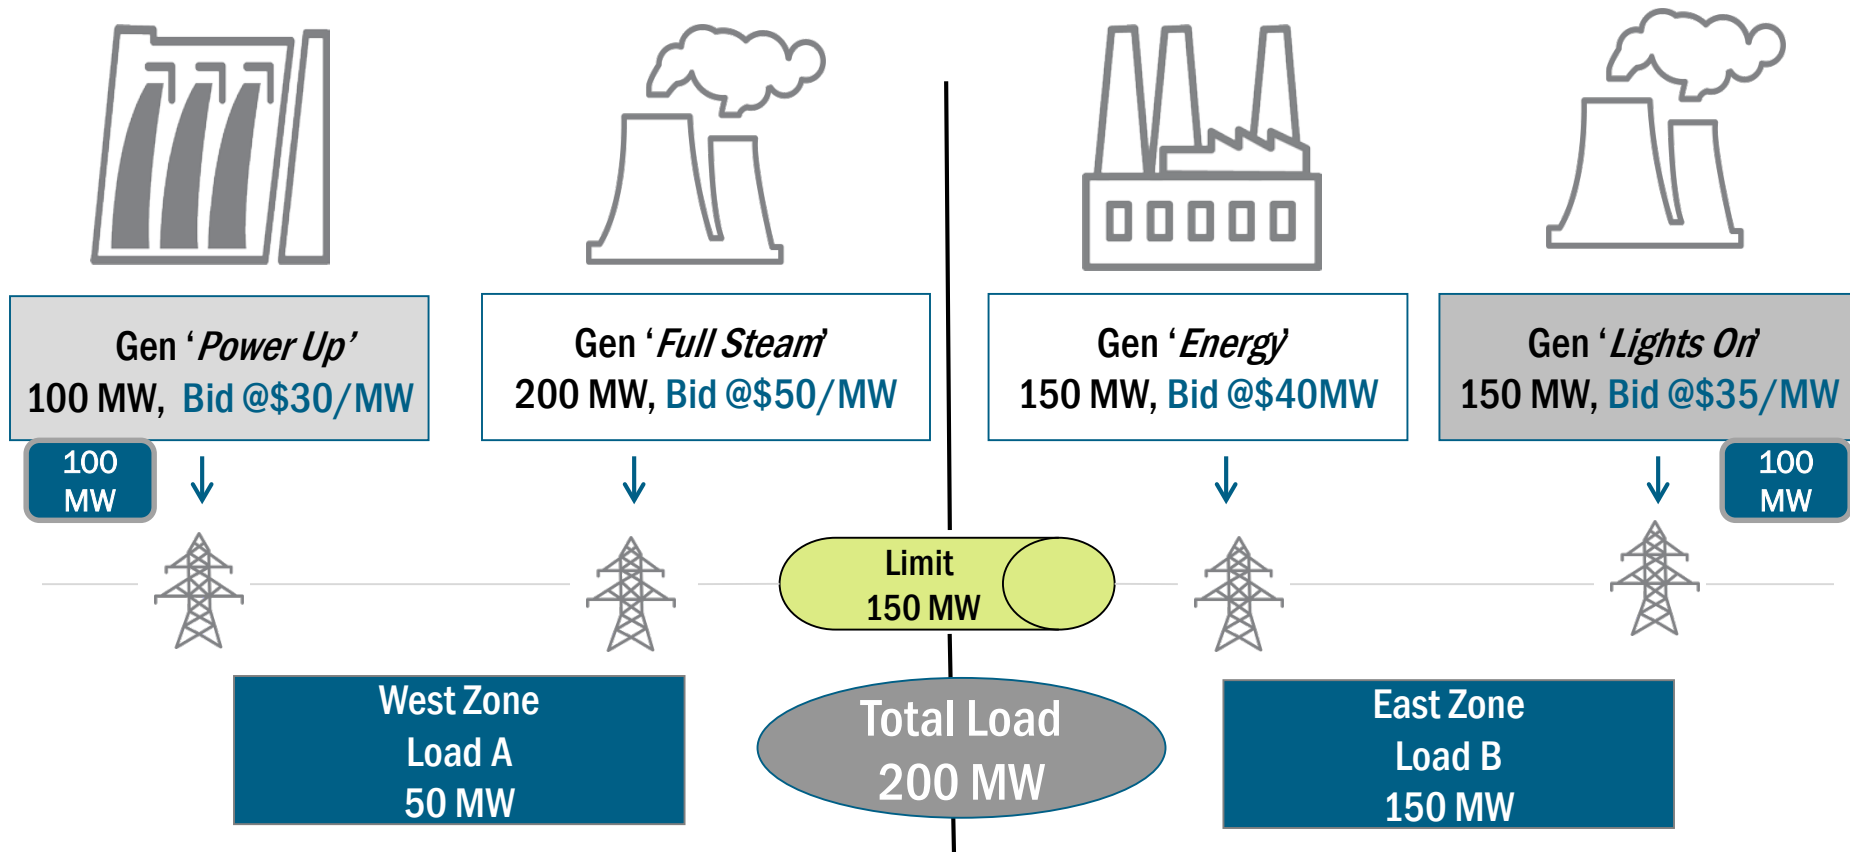 Gen ‘Power Up’
100 MW, Bid @$30/MW
Gen ‘Full Steam’
200 MW, Bid @$50/MW
Gen ‘Energy’
150 MW, Bid @$40MW
Gen ‘Lights On’
150 MW, Bid @$35/MW
100
MW
100
MW
Limit
150 MW
West Zone
Load A
50 MW
Total Load
200 MW
East Zone
Load B
150 MW